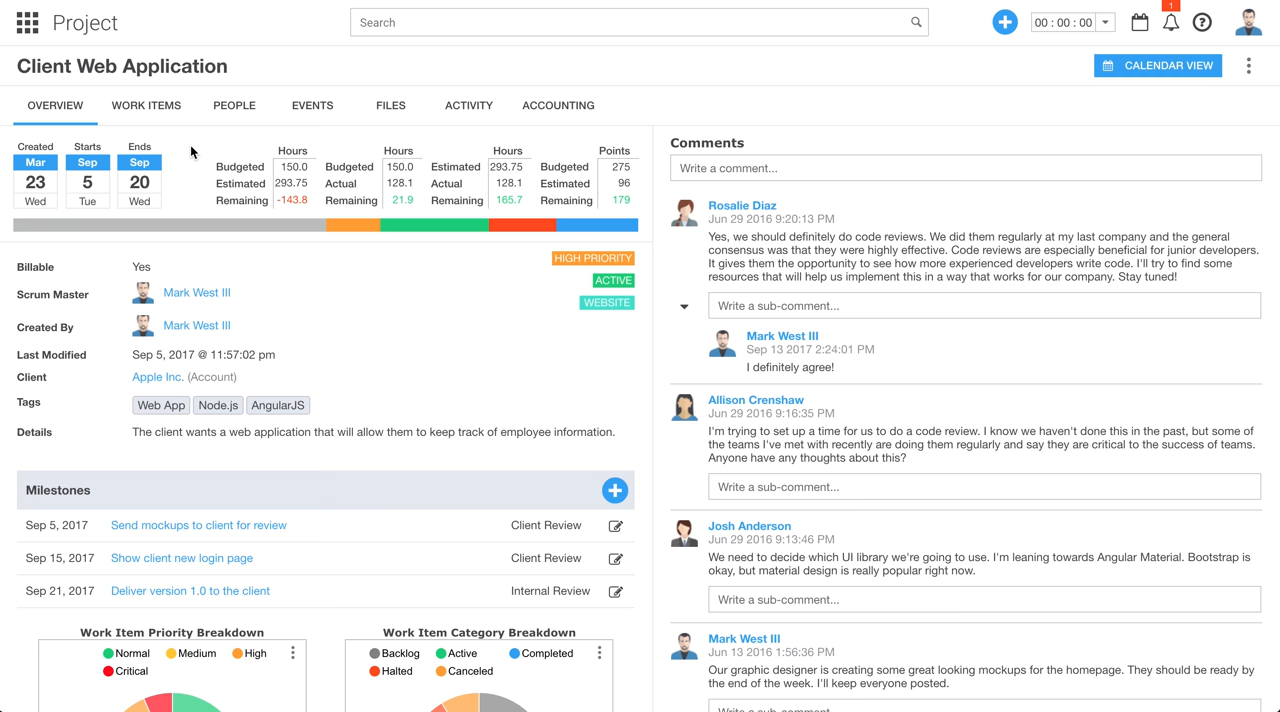 Project
Search
00 : 00 : 00
1
Client Web Application
CALENDAR VIEW
OVERVIEW WORK ITEMS PEOPLE EVENTS FILES ACTIVITY ACCOUNTING
Created Starts Ends
Mar Sep Sep
23 5 20
Wed Tue Wed
Hours Hours Hours Points
Budgeted 150.0 Budgeted 150.0 Estimated 293.75 Budgeted 275
Estimated 293.75 Actual 128.1 Actual 128.1 Estimated 96
Remaining -143.8 Remaining 21.9 Remaining 165.7 Remaining 179
HIGH PRIORITY
ACTIVE
WEBSITE
Billable Yes
Scrum Master Mark West III
Created By Mark West III
Last Modified Sep 5, 2017 @ 11:57:02 pm
Client Apple Inc. (Account)
Tags Web App Node.js AngularJS
Details The client wants a web application that will allow them to keep track of employee information.
Milestones
Sep 5, 2017 Send mockups to client for review Client Review
Sep 15, 2017 Show client new login page Client Review
Sep 21, 2017 Deliver version 1.0 to the client Internal Review
Work Item Priority Breakdown
Normal Medium High
Critical
Work Item Category Breakdown
Backlog Active Completed
Halted Canceled
Comments
Write a comment...
Rosalie Diaz
Jun 29 2016 9:20:13 PM
Yes, we should definitely do code reviews. We did them regularly at my last company and the general
consensus was that they were highly effective. Code reviews are especially beneficial for junior developers.
It gives them the opportunity to see how more experienced developers write code. I'll try to find some
resources that will help us implement this in a way that works for our company. Stay tuned!
Write a sub-comment...
Mark West III
Sep 13 2017 2:24:01 PM
I definitely agree!
Allison Crenshaw
Jun 29 2016 9:16:35 PM
I'm trying to set up a time for us to do a code review. I know we haven't done this in the past, but some of
the teams I've met with recently are doing them regularly and say they are critical to the success of teams.
Anyone have any thoughts about this?
Write a sub-comment...
Josh Anderson
Jun 29 2016 9:13:46 PM
We need to decide which UI library we're going to use. I'm leaning towards Angular Material. Bootstrap is
okay, but material design is really popular right now.
Write a sub-comment...
Mark West III
Jun 13 2016 1:56:36 PM
Our graphic designer is creating some great looking mockups for the homepage. They should be ready by
the end of the week. I'll keep everyone posted.
Write a sub-comment...